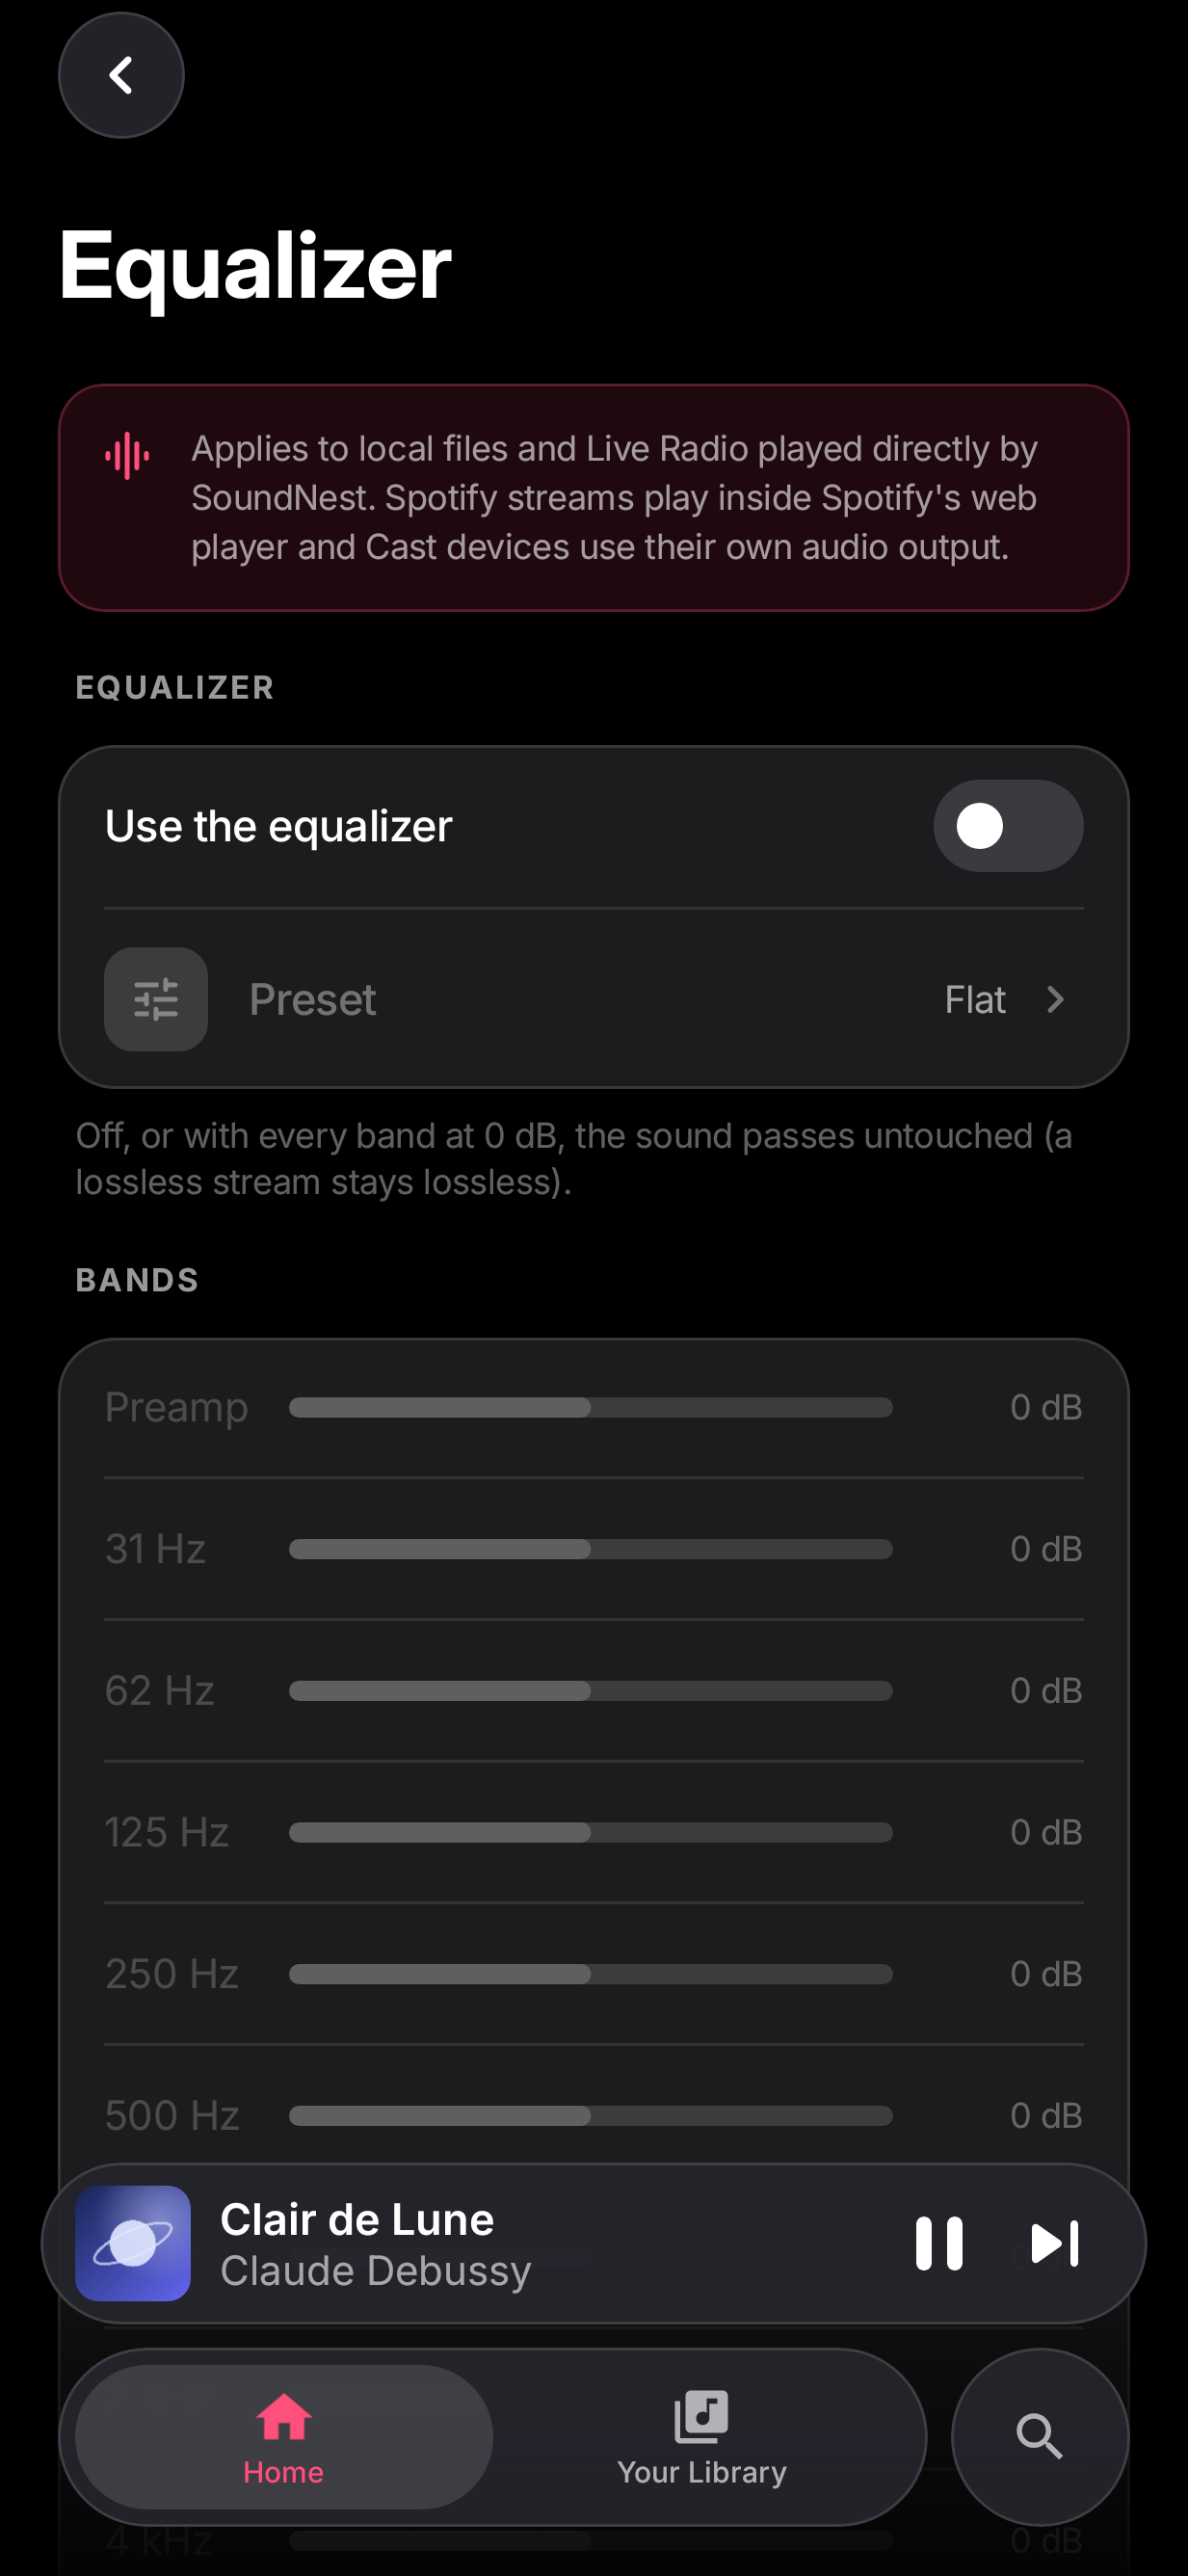 Equalizer
Applies to local files and Live Radio played directly by
SoundNest. Spotify streams play inside Spotify's web
player and Cast devices use their own audio output.
EQUALIZER
Use the equalizer
Preset Flat
Off, or with every band at 0 dB, the sound passes untouched (a
lossless stream stays lossless).
BANDS
Preamp 0 dB
31 Hz 0 dB
62 Hz 0 dB
125 Hz 0 dB
250 Hz 0 dB
500 Hz 0 dB
Clair de Lune
Claude Debussy
Home Your Library
4 kHz 0 dB